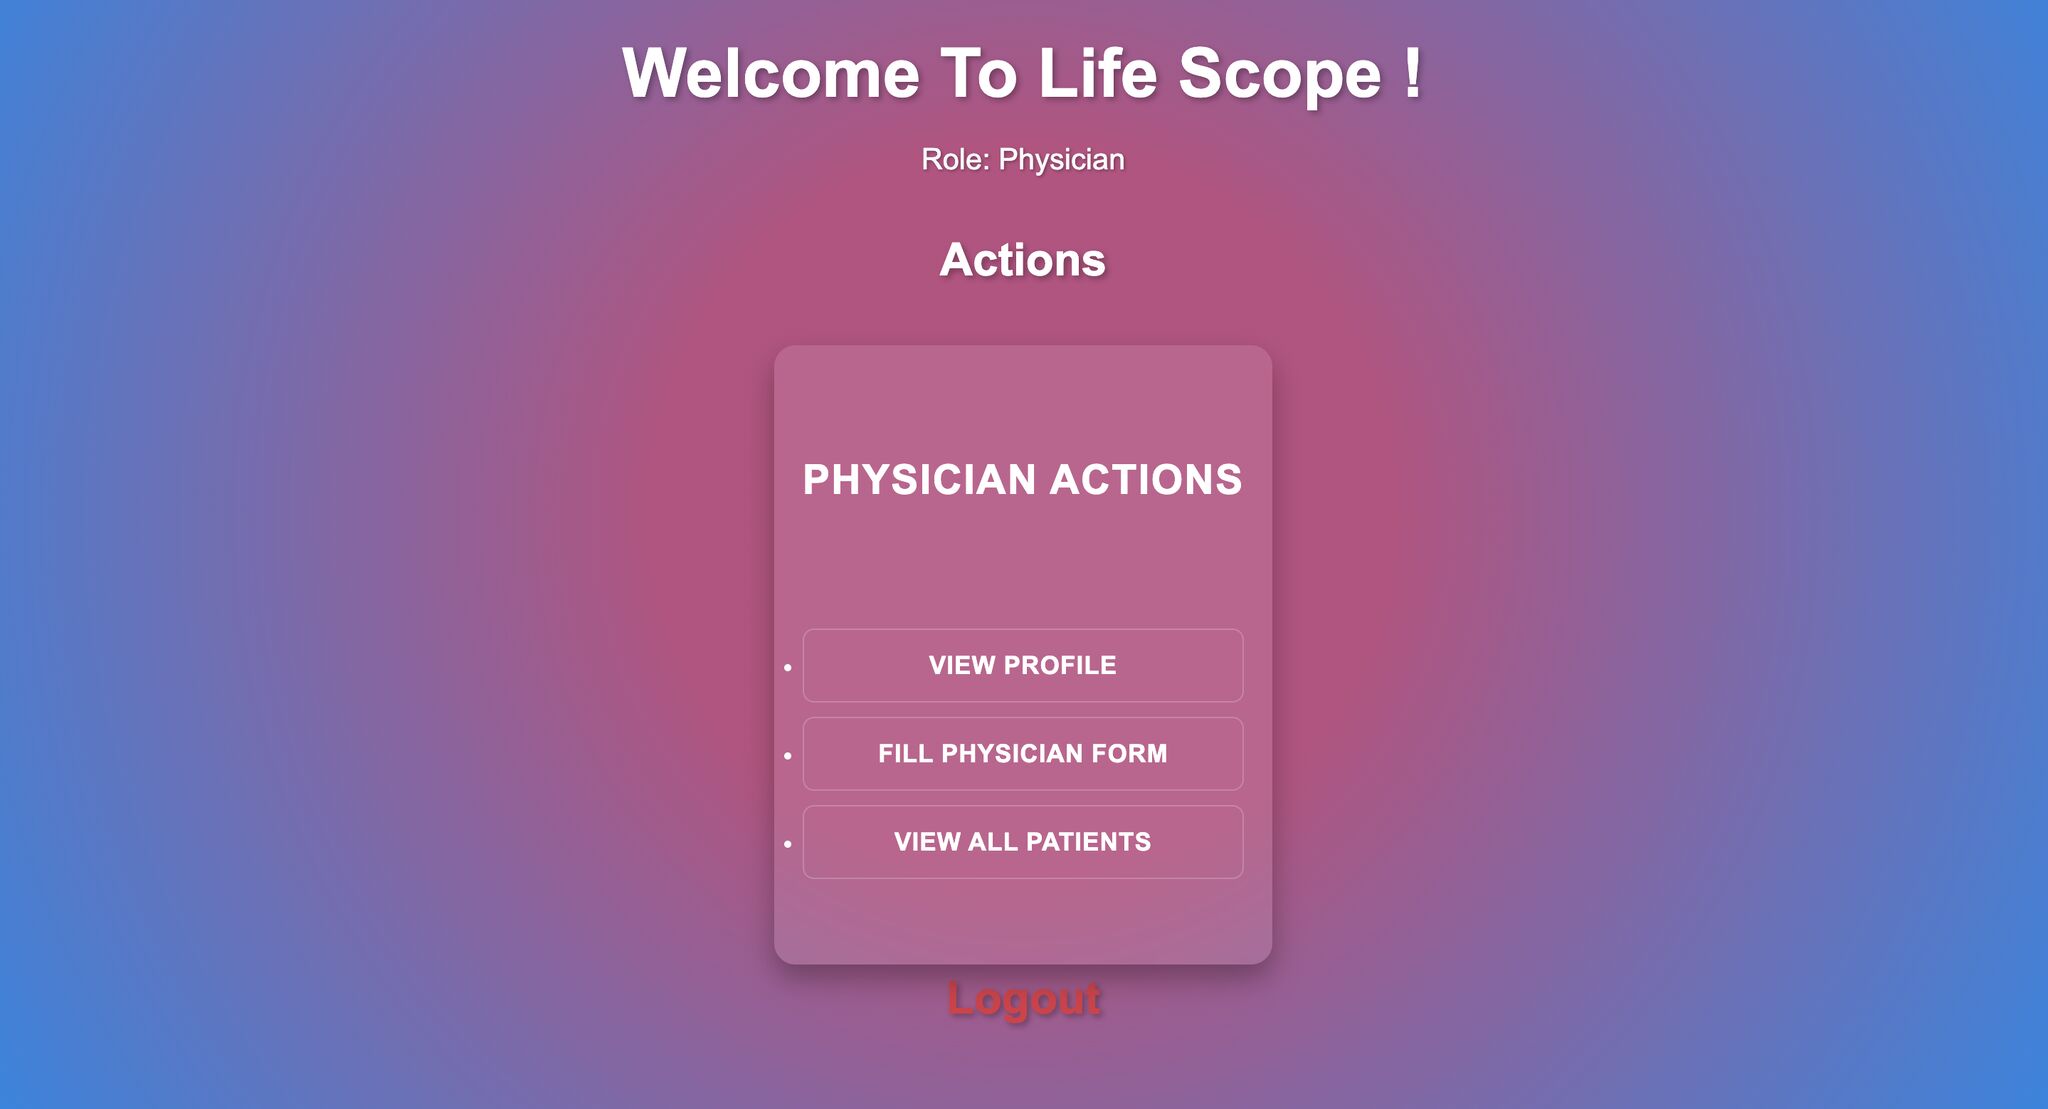 Welcome To Life Scope !
Role: Physician
Actions
PHYSICIAN ACTIONS
• VIEW PROFILE
• FILL PHYSICIAN FORM
• VIEW ALL PATIENTS
Logout